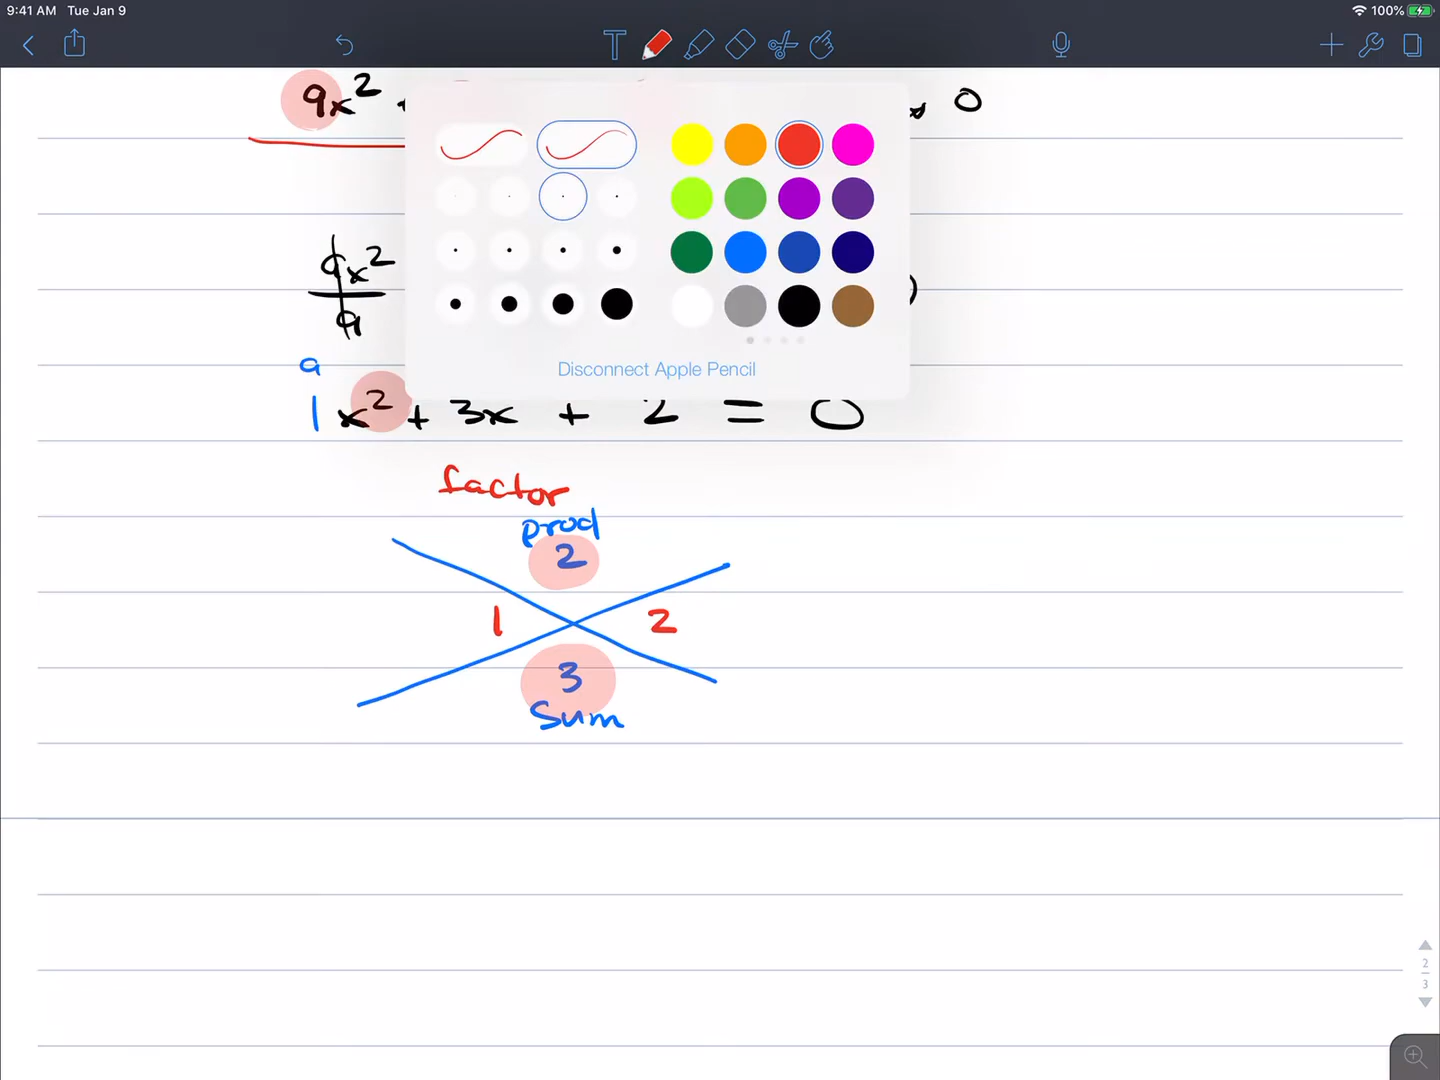 9:41 AM Tue Jan 9 100%
T
9x² 0
9x²
9
a
Disconnect Apple Pencil
1x² + 3x + 2 = 0
factor
prod
2
1 2
3
Sum
2
3